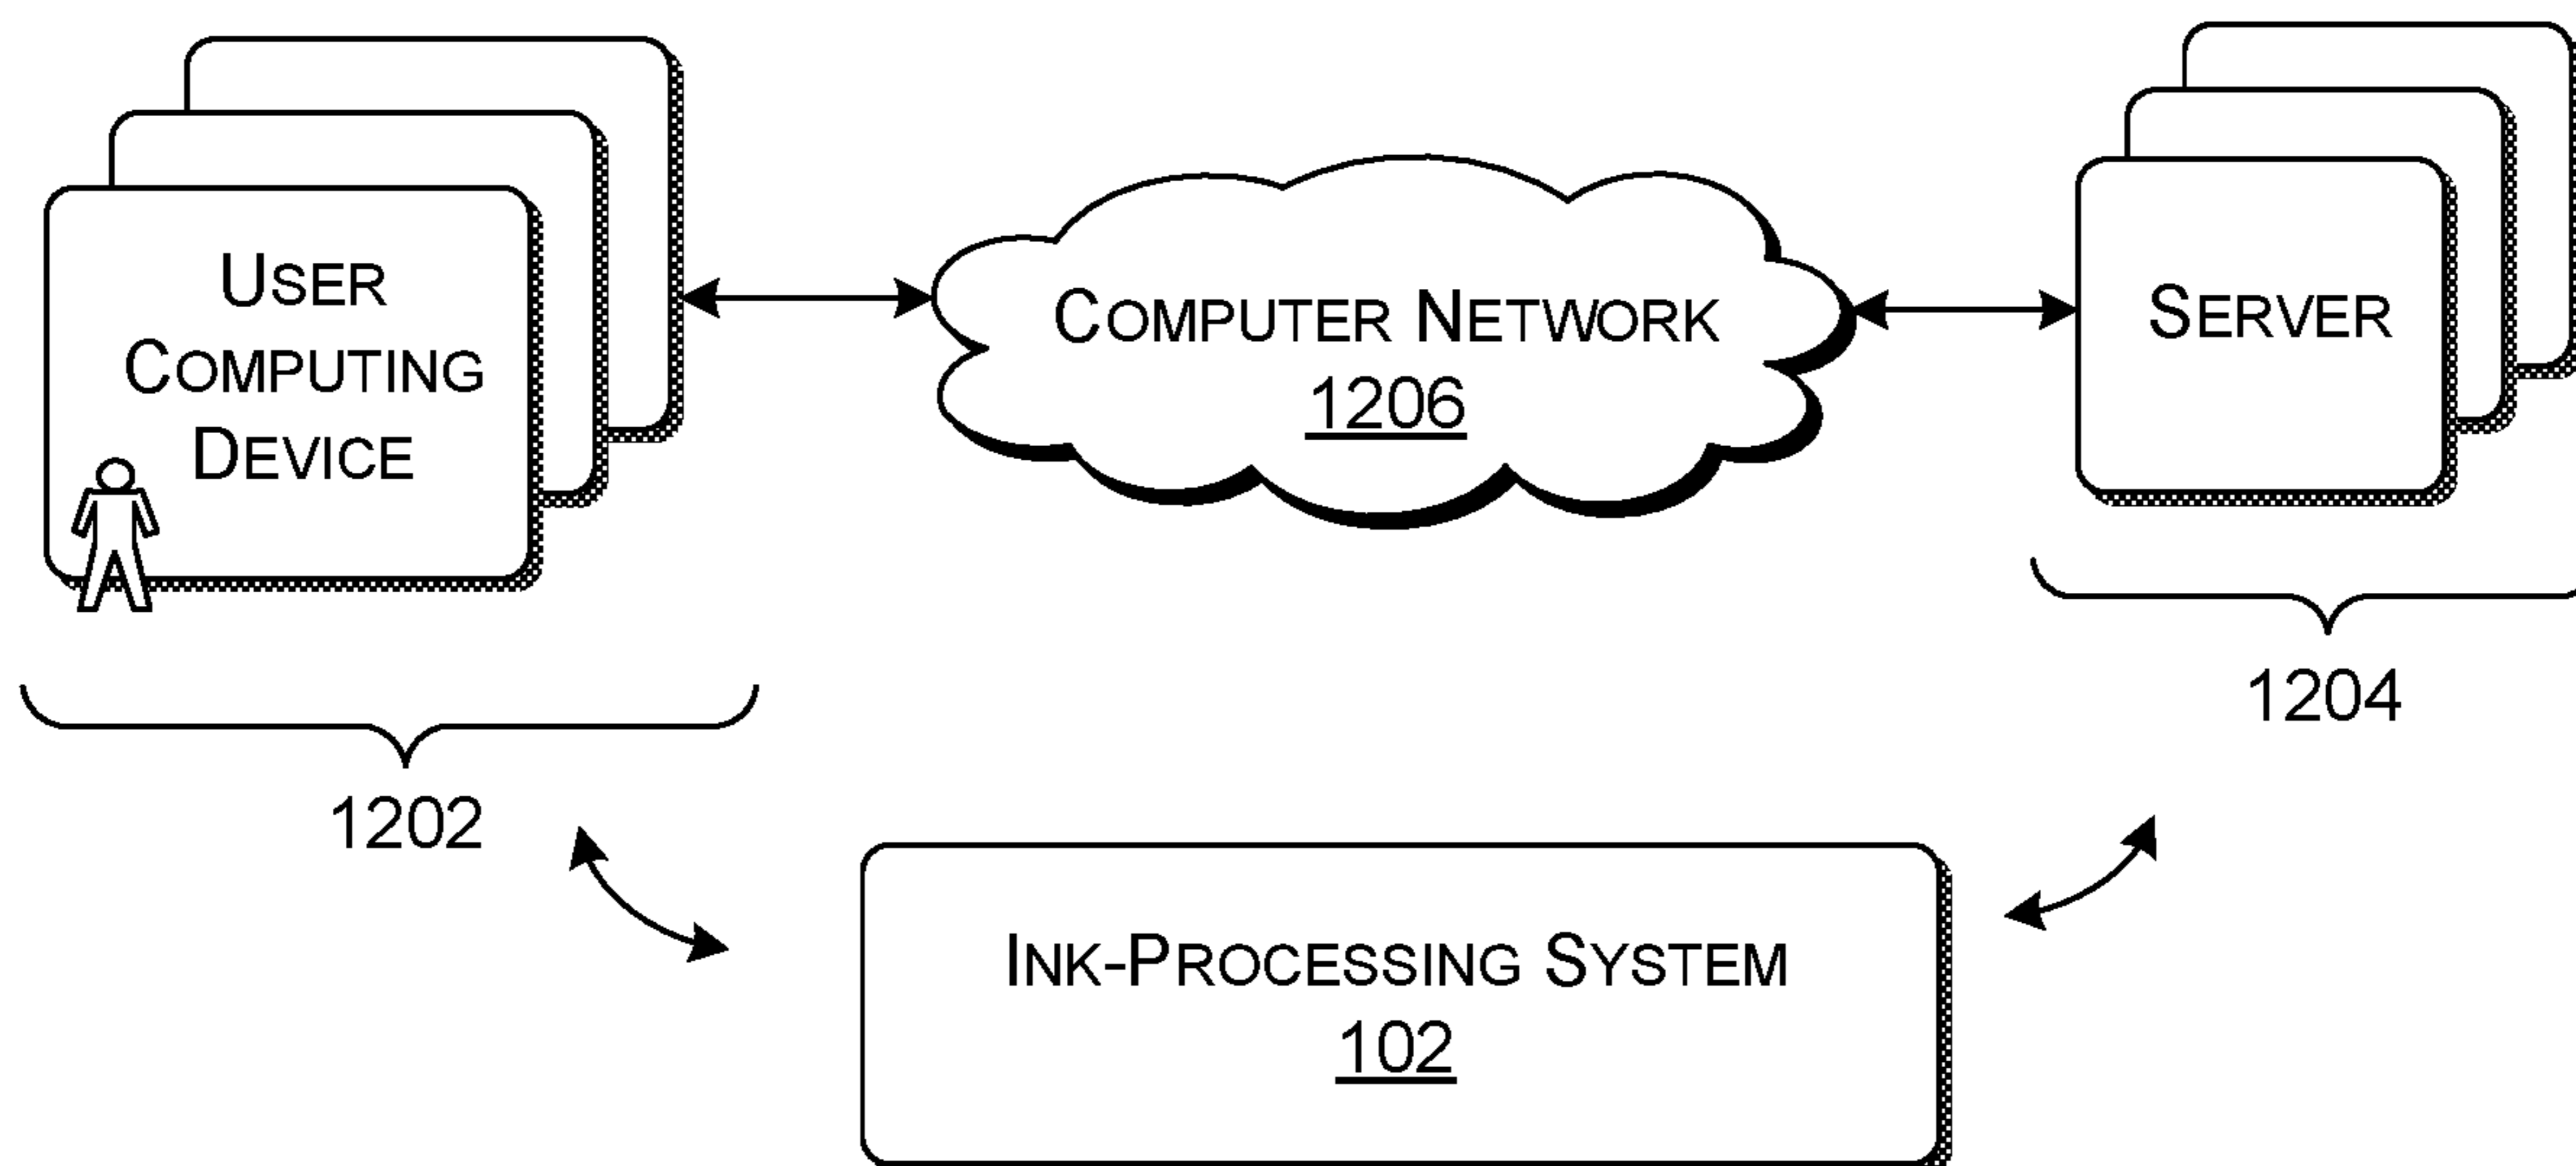 USER
COMPUTING
DEVICE
COMPUTER NETWORK
1206
SERVER
1202
1204
INK-PROCESSING SYSTEM
102